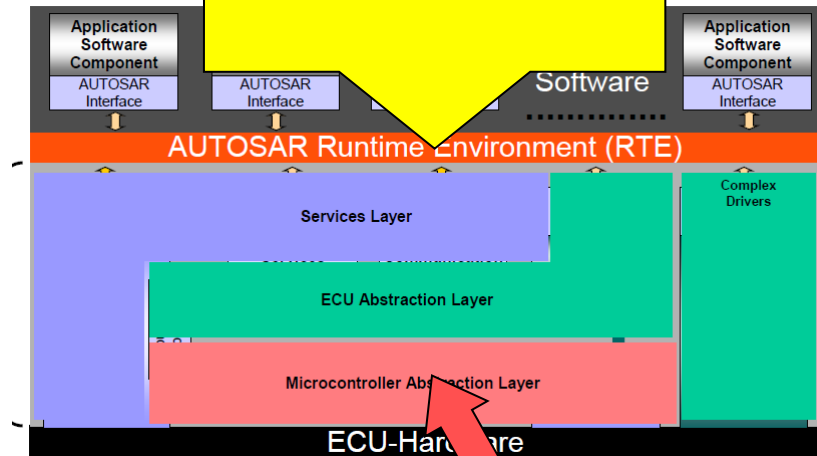 Application
Software
Component
AUTOSAR
Interface
AUTOSAR
Interface
Software
Application
Software
Component
AUTOSAR
Interface
AUTOSAR Runtime Environment (RTE)
Services Layer
Complex
Drivers
ECU Abstraction Layer
Microcontroller Abstraction Layer
ECU-Hardware